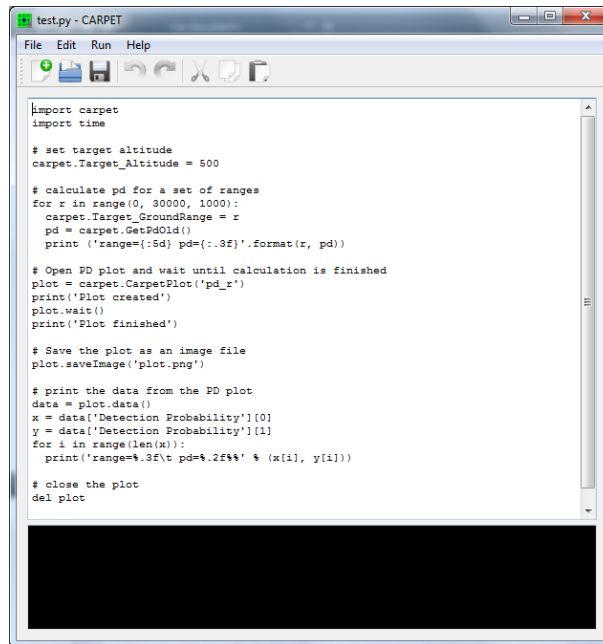 test.py - CARPET
File Edit Run Help
import carpet
import time

# set target altitude
carpet.Target_Altitude = 500

# calculate pd for a set of ranges
for r in range(0, 30000, 1000):
  carpet.Target_GroundRange = r
  pd = carpet.GetPdOld()
  print ('range={:5d} pd={:.3f}'.format(r, pd))

# Open PD plot and wait until calculation is finished
plot = carpet.CarpetPlot('pd_r')
print('Plot created')
plot.wait()
print('Plot finished')

# Save the plot as an image file
plot.saveImage('plot.png')

# print the data from the PD plot
data = plot.data()
x = data['Detection Probability'][0]
y = data['Detection Probability'][1]
for i in range(len(x)):
  print('range=%.3f\t pd=%.2f%%' % (x[i], y[i]))

# close the plot
del plot